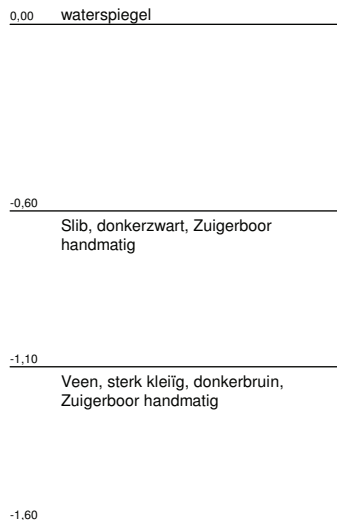 0,00 waterspiegel
-0,60
Slib, donkerzwart, Zuigerboor
handmatig
-1,10
Veen, sterk kleiïg, donkerbruin,
Zuigerboor handmatig
-1,60